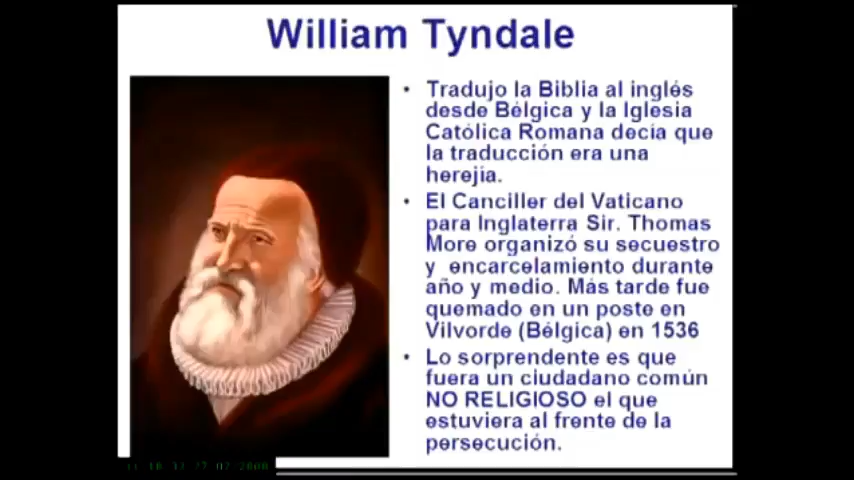 William Tyndale
• Tradujo la Biblia al inglés
desde Bélgica y la Iglesia
Católica Romana decía que
la traducción era una
herejía.
• El Canciller del Vaticano
para Inglaterra Sir. Thomas
More organizó su secuestro
y encarcelamiento durante
año y medio. Más tarde fue
quemado en un poste en
Vilvorde (Bélgica) en 1536
• Lo sorprendente es que
fuera un ciudadano común
NO RELIGIOSO el que
estuviera al frente de la
persecución.